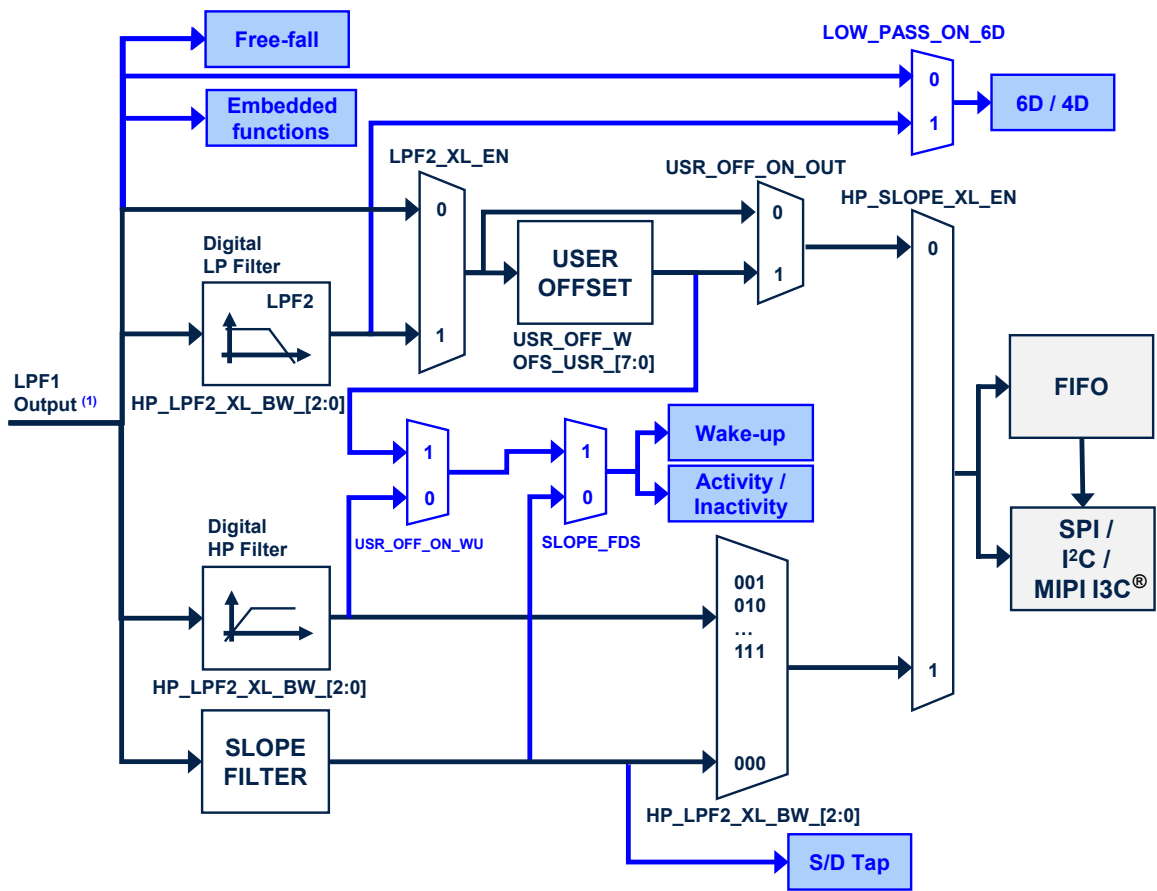 Free-fall
LOW_PASS_ON_6D
0
6D / 4D
1
Embedded
functions
LPF2_XL_EN
0
1
USR_OFF_ON_OUT
0
1
HP_SLOPE_XL_EN
0
1
Digital
LP Filter
LPF2
HP_LPF2_XL_BW_[2:0]
USER
OFFSET
USR_OFF_W
OFS_USR_[7:0]
LPF1
Output (1)
FIFO
1
0
USR_OFF_ON_WU
1
0
SLOPE_FDS
Wake-up
Activity /
Inactivity
SPI /
I²C /
MIPI I3C®
Digital
HP Filter
HP_LPF2_XL_BW_[2:0]
001
010
...
111
000
HP_LPF2_XL_BW_[2:0]
SLOPE
FILTER
S/D Tap